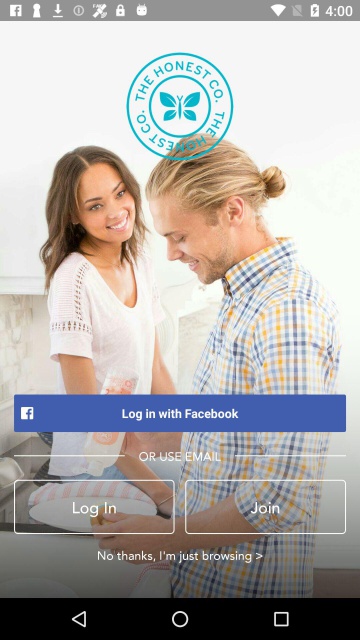 4:00
THE HONEST CO. THE HONEST CO.
Log in with Facebook
OR USE EMAIL
Log In
Join
No thanks, I'm just browsing >